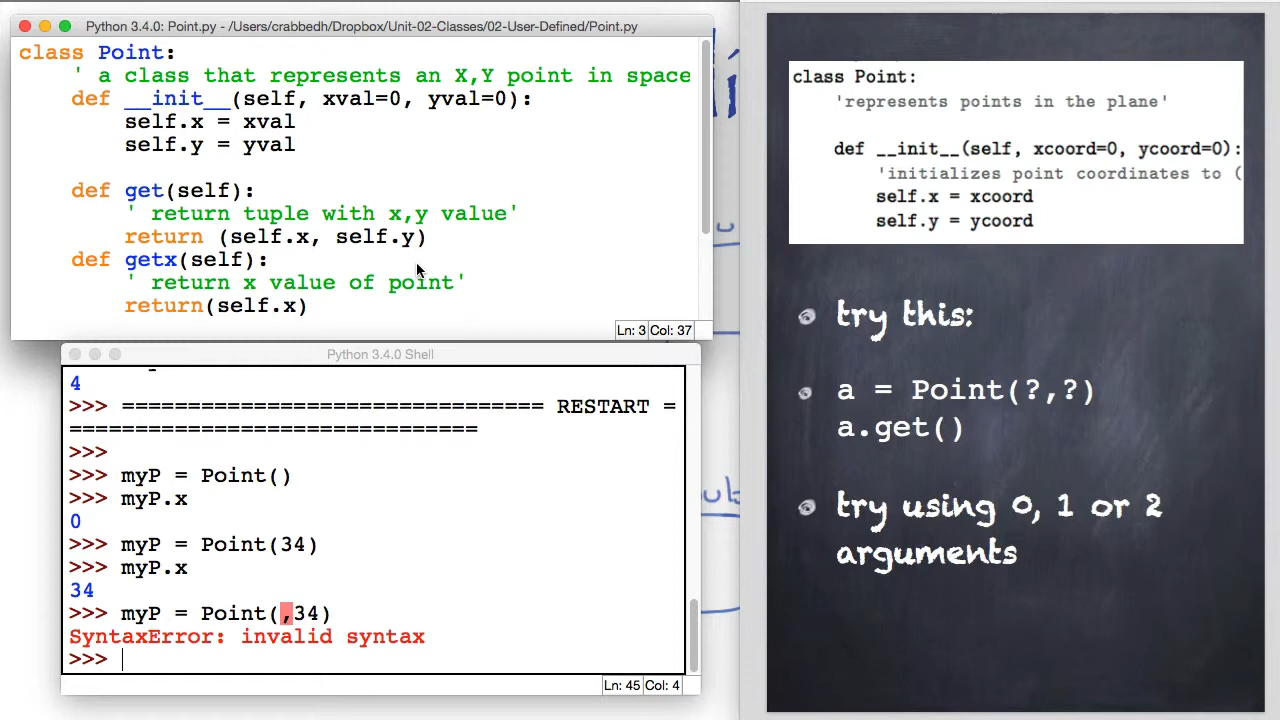 Python 3.4.0: Point.py - /Users/crabbedh/Dropbox/Unit-02-Classes/02-User-Defined/Point.py
class Point:
' a class that represents an X,Y point in space
def __init__(self, xval=0, yval=0):
self.x = xval
self.y = yval
def get(self):
' return tuple with x,y value'
return (self.x, self.y)
def getx(self):
' return x value of point'
return(self.x)
Ln: 3 Col: 37
Python 3.4.0 Shell
4
>>> ================================ RESTART =
===============================
>>>
>>> myP = Point()
>>> myP.x
0
>>> myP = Point(34)
>>> myP.x
34
>>> myP = Point(,34)
SyntaxError: invalid syntax
>>>
Ln: 45 Col: 4
class Point:
'represents points in the plane'
def __init__(self, xcoord=0, ycoord=0):
'initializes point coordinates to (
self.x = xcoord
self.y = ycoord
try this:
a = Point(?,?)
a.get()
try using 0, 1 or 2
arguments